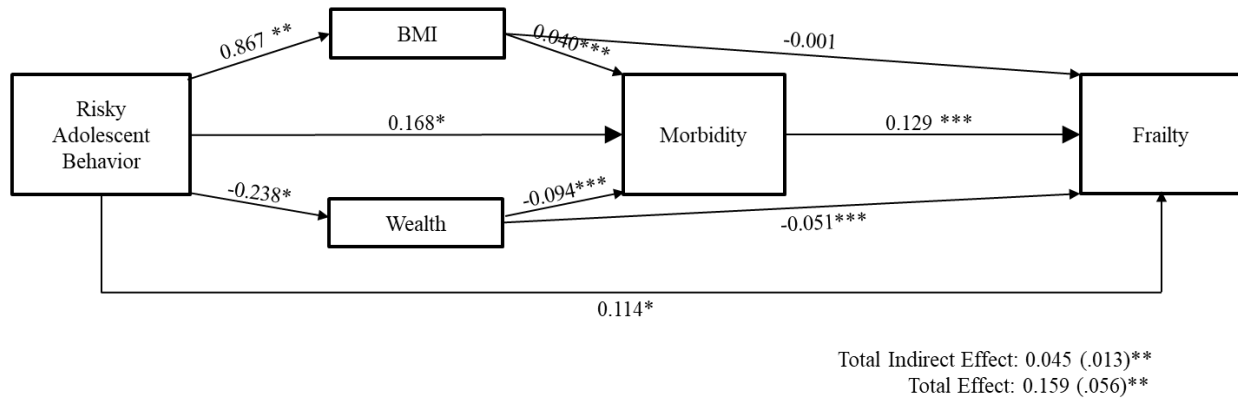 BMI
0.867 **
0.040***
-0.001
Risky
Adolescent
Behavior
0.168*
Morbidity
0.129 ***
Frailty
-0.238*
-0.094***
Wealth
-0.051***
0.114*
Total Indirect Effect: 0.045 (.013)**
Total Effect: 0.159 (.056)**